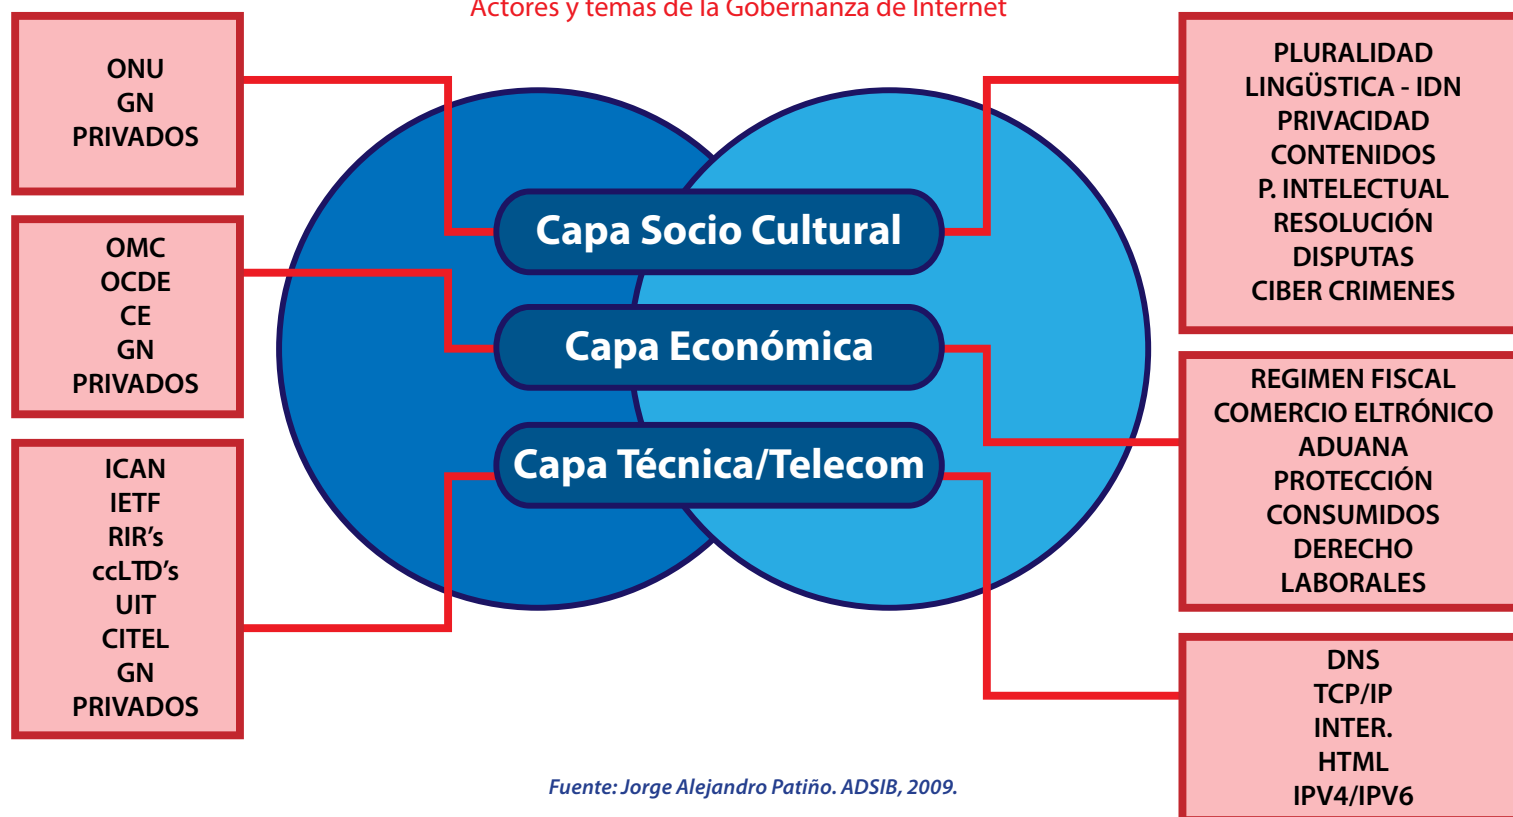 Actores y temas de la Gobernanza de Internet
ONU
GN
PRIVADOS
OMC
OCDE
CE
GN
PRIVADOS
ICAN
IETF
RIR’s
ccLTD’s
UIT
CITEL
GN
PRIVADOS
Capa Socio Cultural
Capa Económica
Capa Técnica/Telecom
PLURALIDAD
LINGÜSTICA - IDN
PRIVACIDAD
CONTENIDOS
P. INTELECTUAL
RESOLUCIÓN
DISPUTAS
CIBER CRIMENES
REGIMEN FISCAL
COMERCIO ELTRÓNICO
ADUANA
PROTECCIÓN
CONSUMIDOS
DERECHO
LABORALES
DNS
TCP/IP
INTER.
HTML
IPV4/IPV6
Fuente: Jorge Alejandro Patiño. ADSIB, 2009.